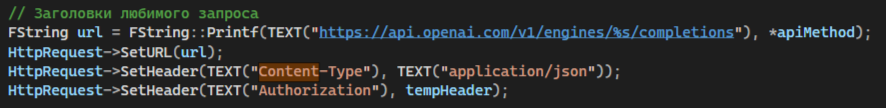 // Заголовки любимого запроса
FString url = FString::Printf(TEXT("https://api.openai.com/v1/engines/%s/completions"), *apiMethod);
HttpRequest->SetURL(url);
HttpRequest->SetHeader(TEXT("Content-Type"), TEXT("application/json"));
HttpRequest->SetHeader(TEXT("Authorization"), tempHeader);